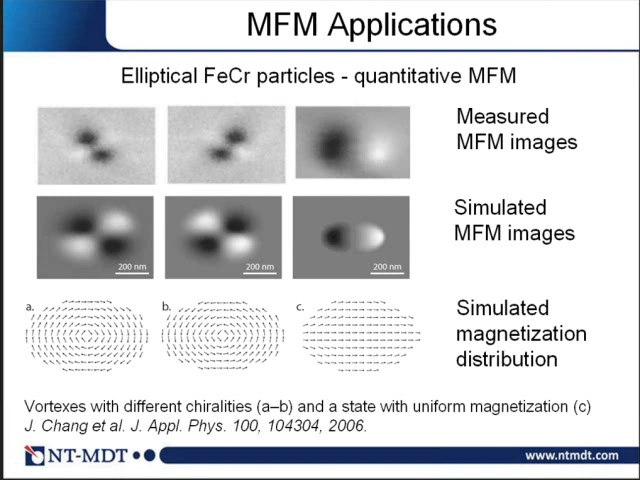 MFM Applications
Elliptical FeCr particles - quantitative MFM
Measured
MFM images
Simulated
MFM images
200 nm
200 nm
200 nm
a.
b.
c.
Simulated
magnetization
distribution
Vortexes with different chiralities (a–b) and a state with uniform magnetization (c)
J. Chang et al. J. Appl. Phys. 100, 104304, 2006.
NT-MDT
www.ntmdt.com